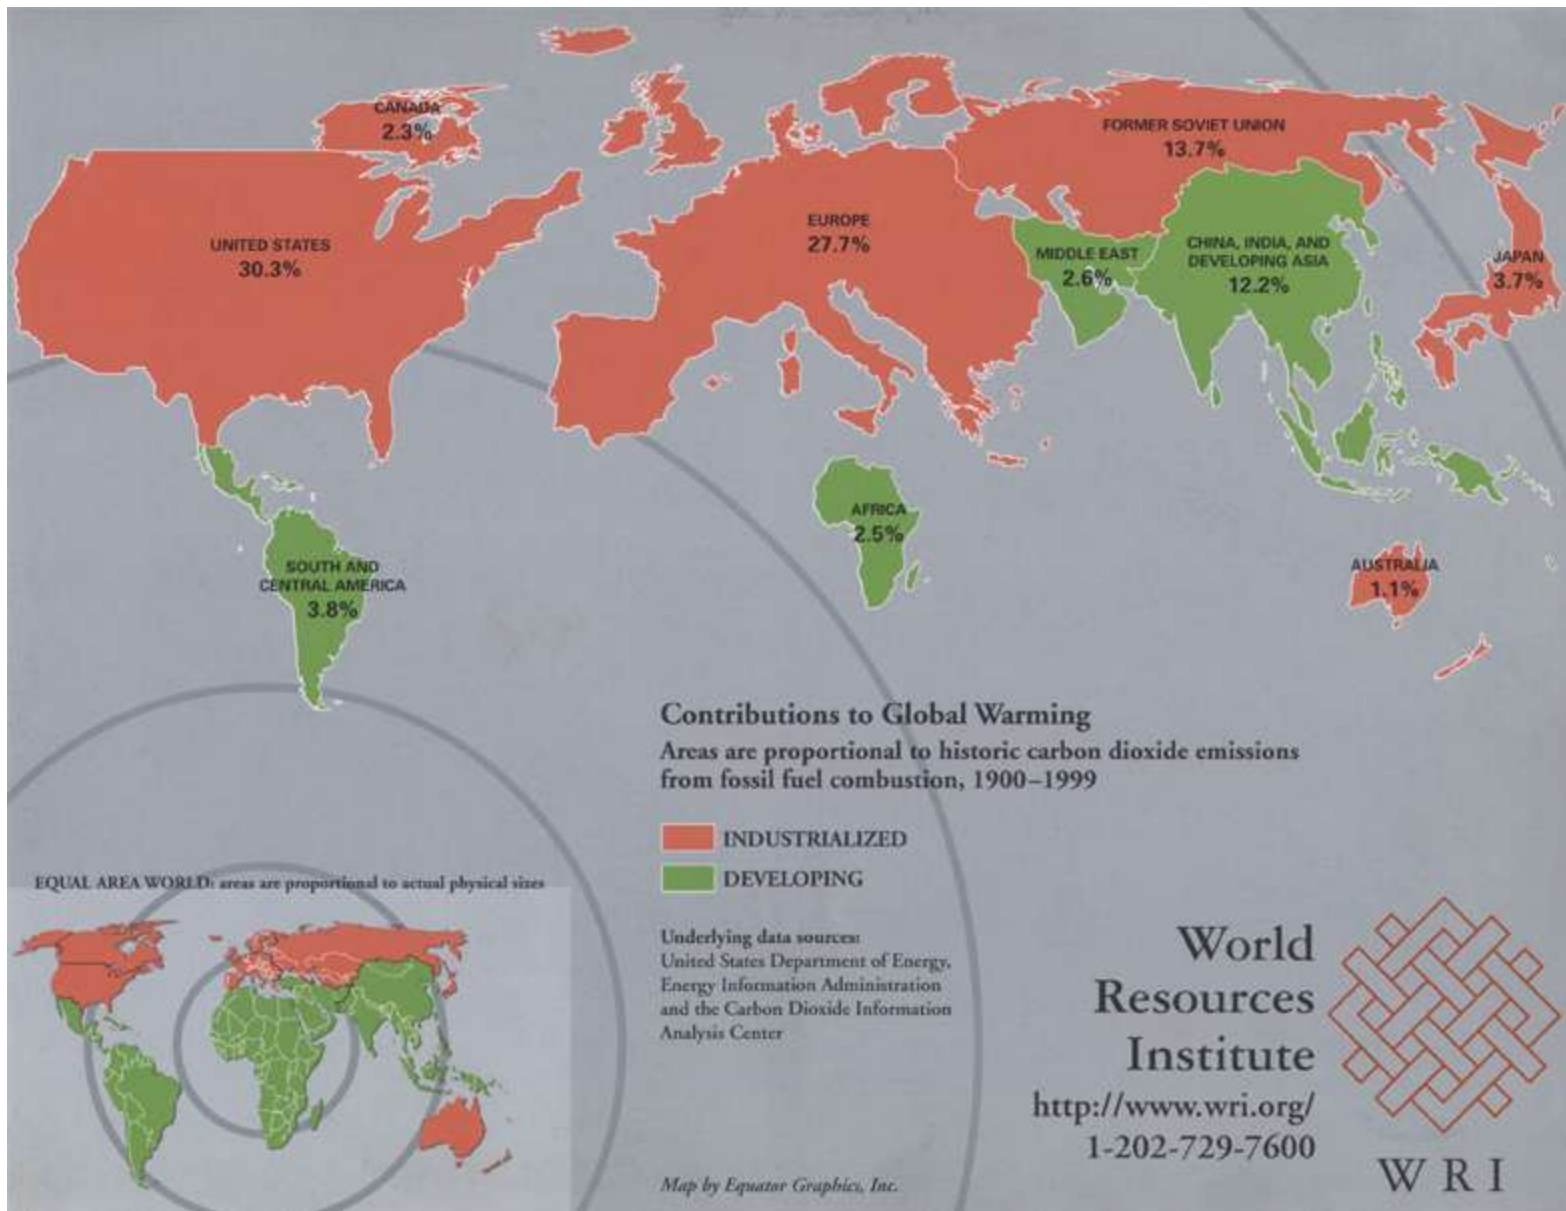 CANADA
2.3%
UNITED STATES
30.3%
EUROPE
27.7%
FORMER SOVIET UNION
13.7%
MIDDLE EAST
2.6%
CHINA, INDIA, AND
DEVELOPING ASIA
12.2%
JAPAN
3.7%
AFRICA
2.5%
SOUTH AND
CENTRAL AMERICA
3.8%
AUSTRALIA
1.1%
Contributions to Global Warming
Areas are proportional to historic carbon dioxide emissions
from fossil fuel combustion, 1900–1999
INDUSTRIALIZED
DEVELOPING
EQUAL AREA WORLD: areas are proportional to actual physical sizes
Underlying data sources:
United States Department of Energy,
Energy Information Administration
and the Carbon Dioxide Information
Analysis Center
Map by Equator Graphics, Inc.
World
Resources
Institute
http://www.wri.org/
1-202-729-7600
WRI